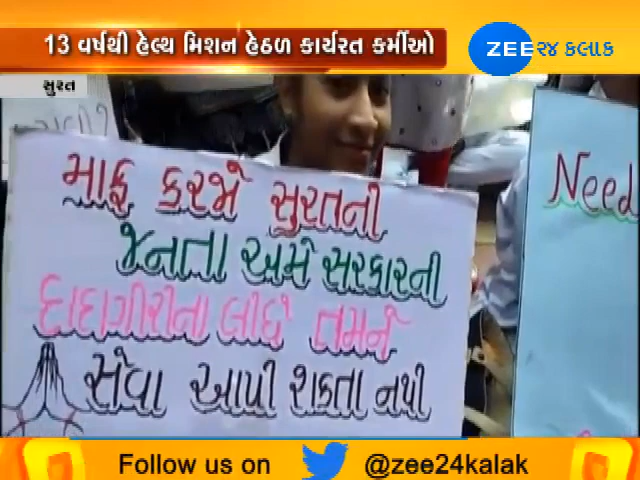 13 વર્ષથી હેલ્થ મિશન હેઠળ કાર્યરત કર્મીઓ
ZEE ૨૪ કલાક
સુરત
માફ કરજો સુરતની
જનતા અમે સરકારની
દાદાગીરીના લીધે તમને
સેવા આપી શકતા નથી
Need
Follow us on @zee24kalak